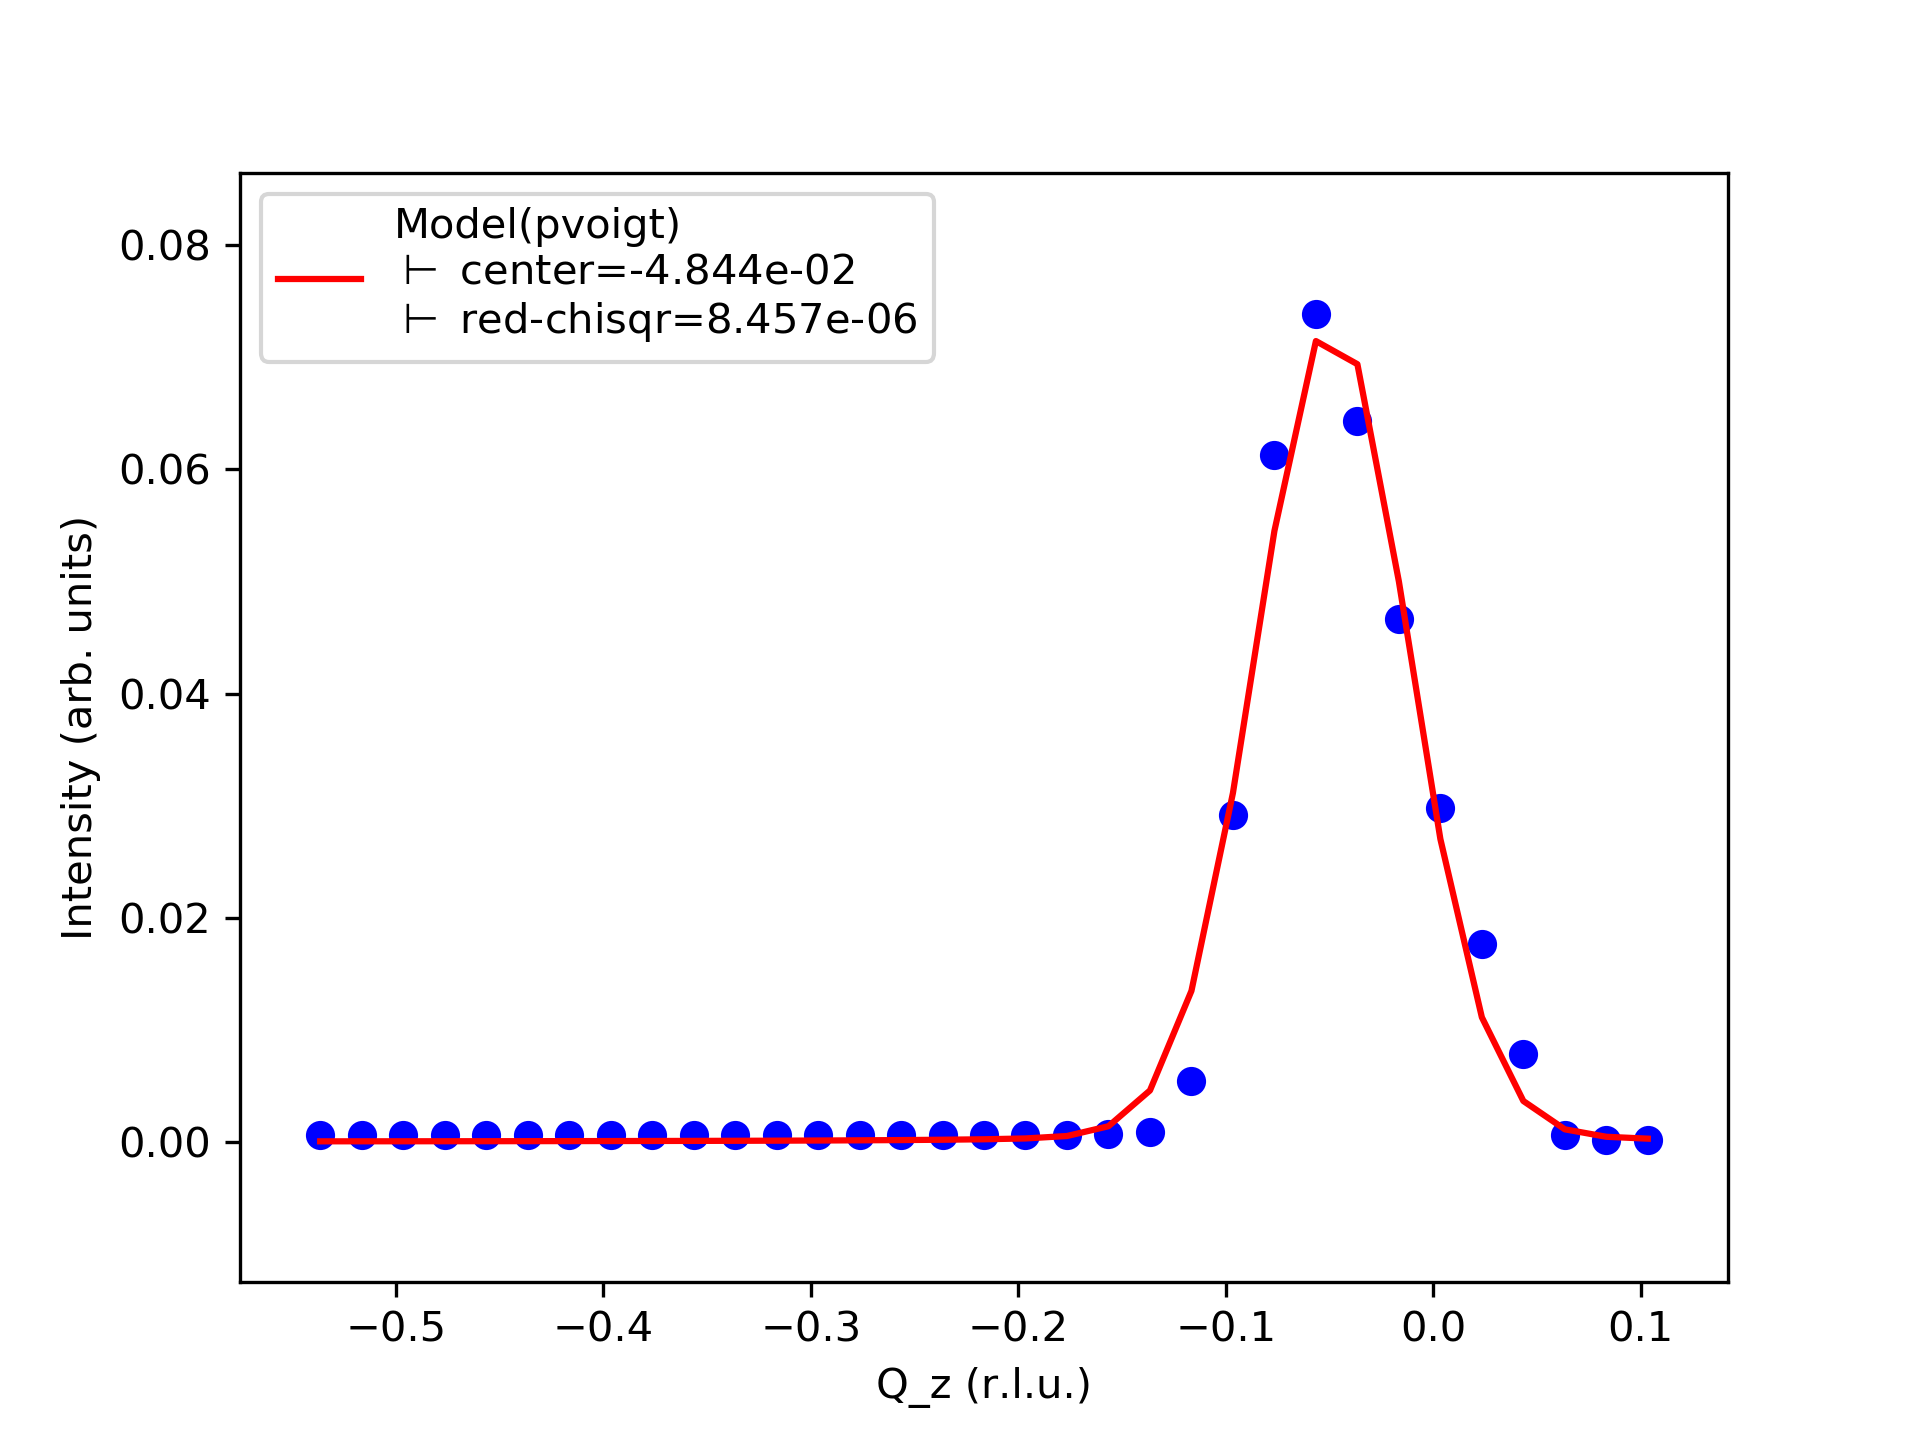 Model(pvoigt)
⊢ center=-4.844e-02
⊢ red-chisqr=8.457e-06
0.08
0.06
0.04
0.02
0.00
Intensity (arb. units)
−0.5 −0.4 −0.3 −0.2 −0.1 0.0 0.1
Q_z (r.l.u.)